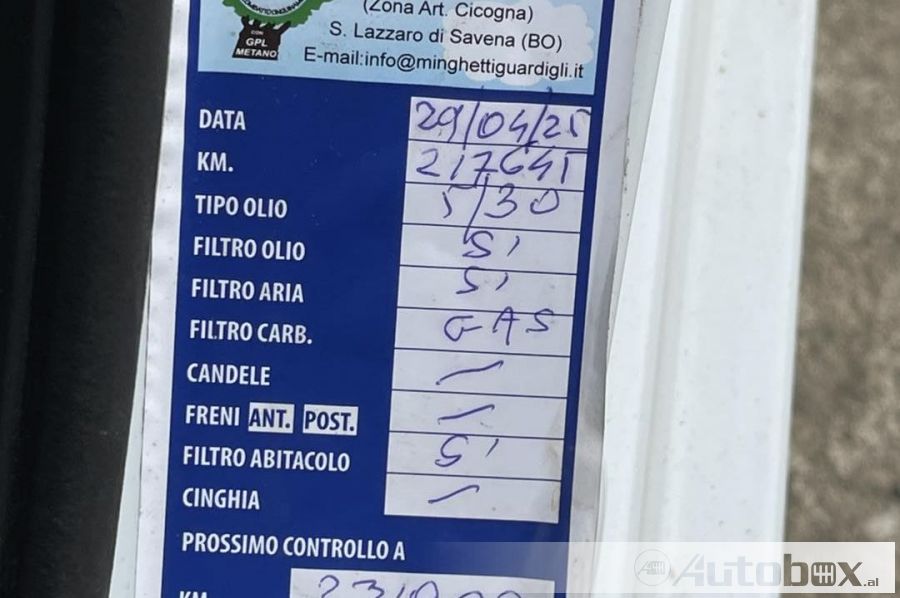 (Zona Art. Cicogna)
S. Lazzaro di Savena (BO)
E-mail:info@minghettiguardigli.it
CON
GPL
METANO
DATA 29/04/25
KM. 217645
TIPO OLIO 5/30
FILTRO OLIO SI
FILTRO ARIA SI
FILTRO CARB. GAS
CANDELE /
FRENI ANT. POST. /
FILTRO ABITACOLO SI
CINGHIA /
PROSSIMO CONTROLLO A
KM.
Autobox.al